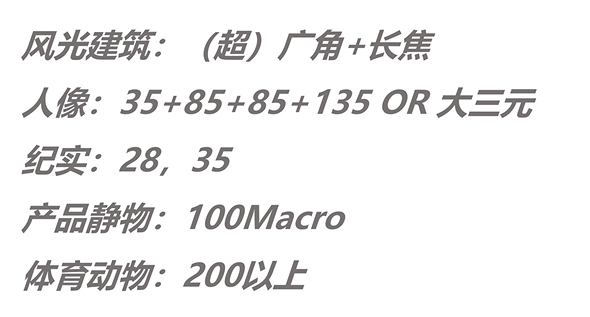 风光建筑：（超）广角+长焦
人像：35+85+85+135 OR 大三元
纪实：28，35
产品静物：100Macro
体育动物：200以上